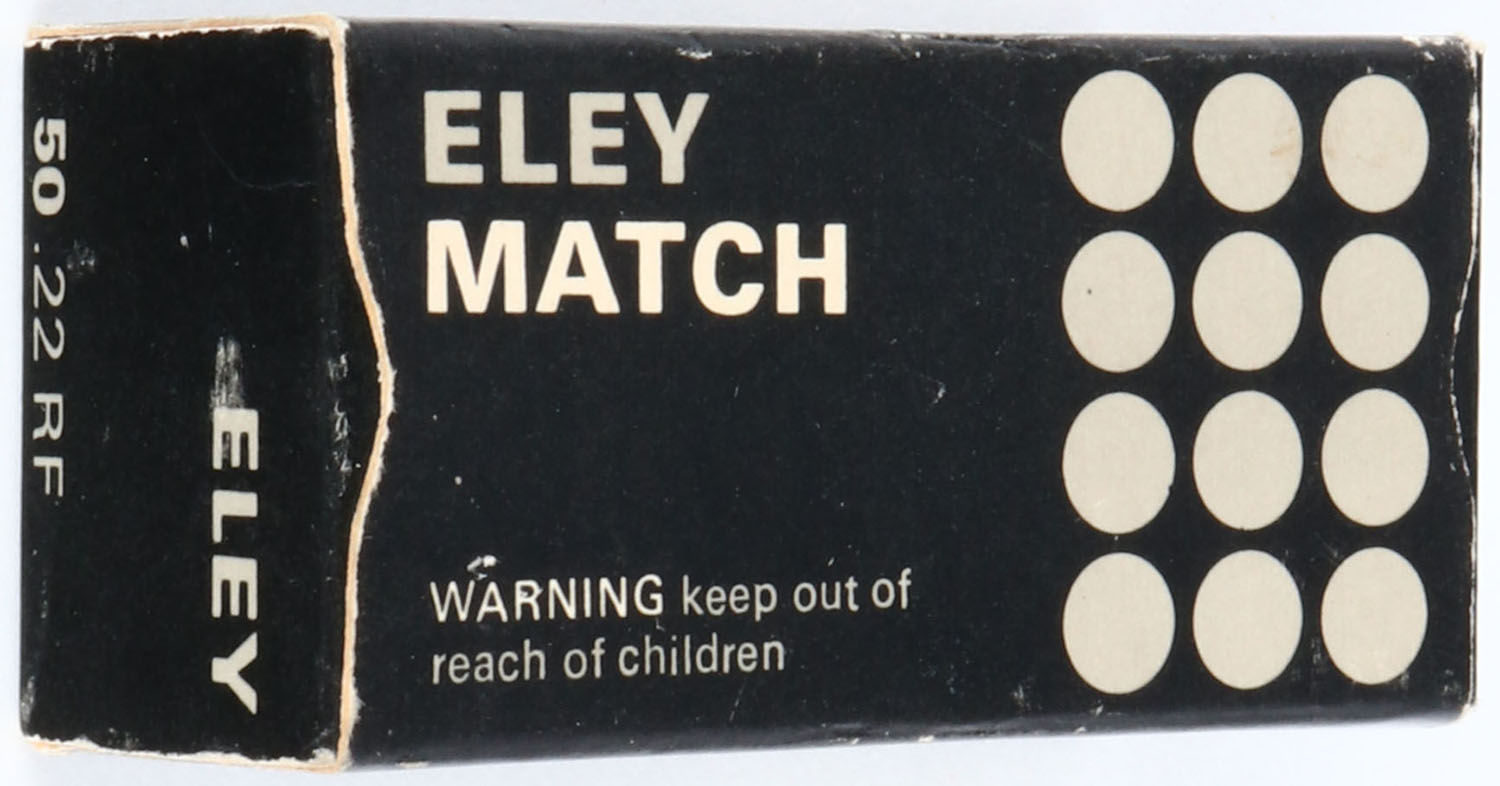 ELEY
MATCH
WARNING keep out of
reach of children
ELEY
50 .22 RF